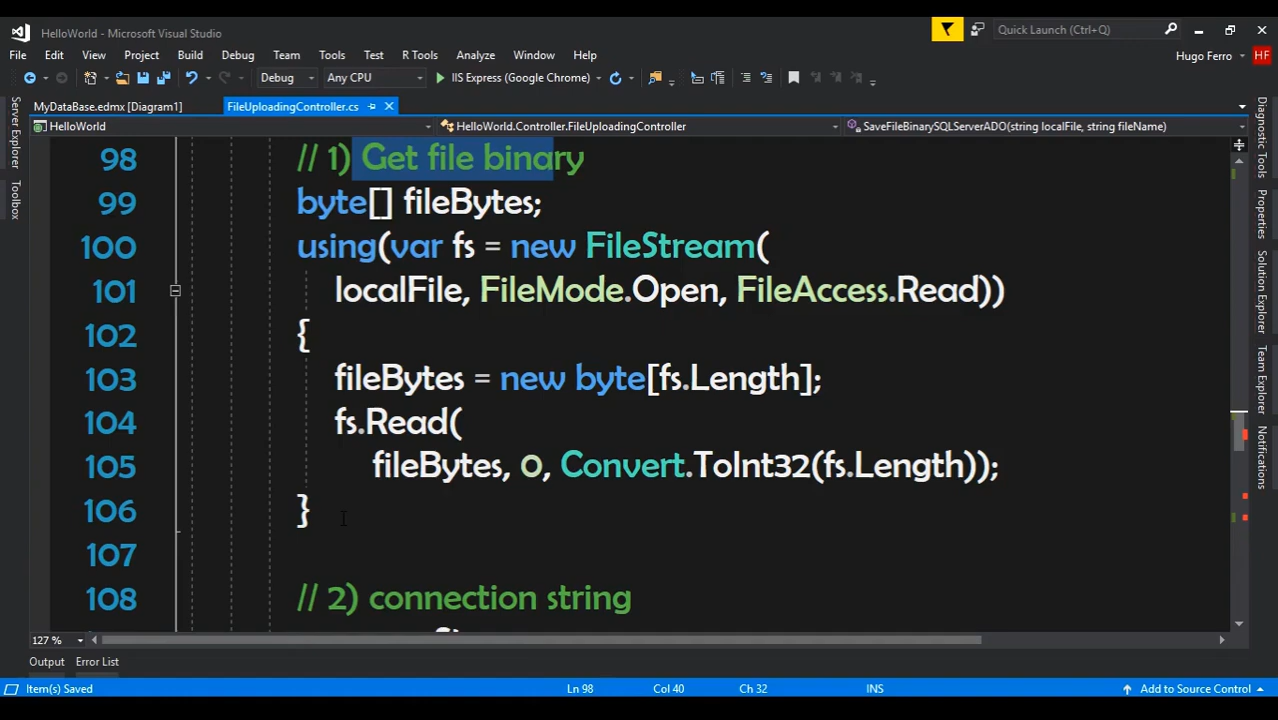 HelloWorld - Microsoft Visual Studio
Quick Launch (Ctrl+Q)
File Edit View Project Build Debug Team Tools Test R Tools Analyze Window Help
Hugo Ferro HF
Debug Any CPU IIS Express (Google Chrome)
MyDataBase.edmx [Diagram1] FileUploadingController.cs
HelloWorld HelloWorld.Controller.FileUploadingController SaveFileBinarySQLServerADO(string localFile, string fileName)
Server Explorer
Toolbox
98 // 1) Get file binary
99 byte[] fileBytes;
100 using(var fs = new FileStream(
101 localFile, FileMode.Open, FileAccess.Read))
102 {
103 fileBytes = new byte[fs.Length];
104 fs.Read(
105 fileBytes, 0, Convert.ToInt32(fs.Length));
106 }
107
108 // 2) connection string
Diagnostic Tools
Properties
Solution Explorer
Team Explorer
Notifications
127 %
Output Error List
Item(s) Saved Ln 98 Col 40 Ch 32 INS Add to Source Control